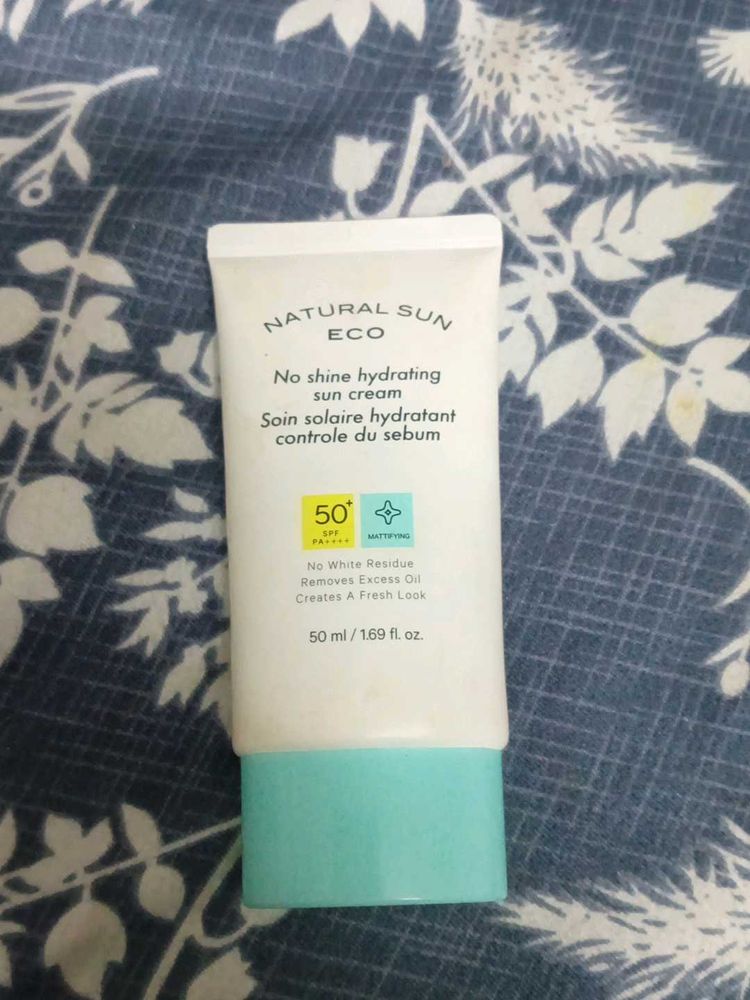 NATURAL SUN
ECO
No shine hydrating
sun cream
Soin solaire hydratant
controle du sebum
50+
SPF
PA++++
MATTIFYING
No White Residue
Removes Excess Oil
Creates A Fresh Look
50 ml / 1.69 fl. oz.